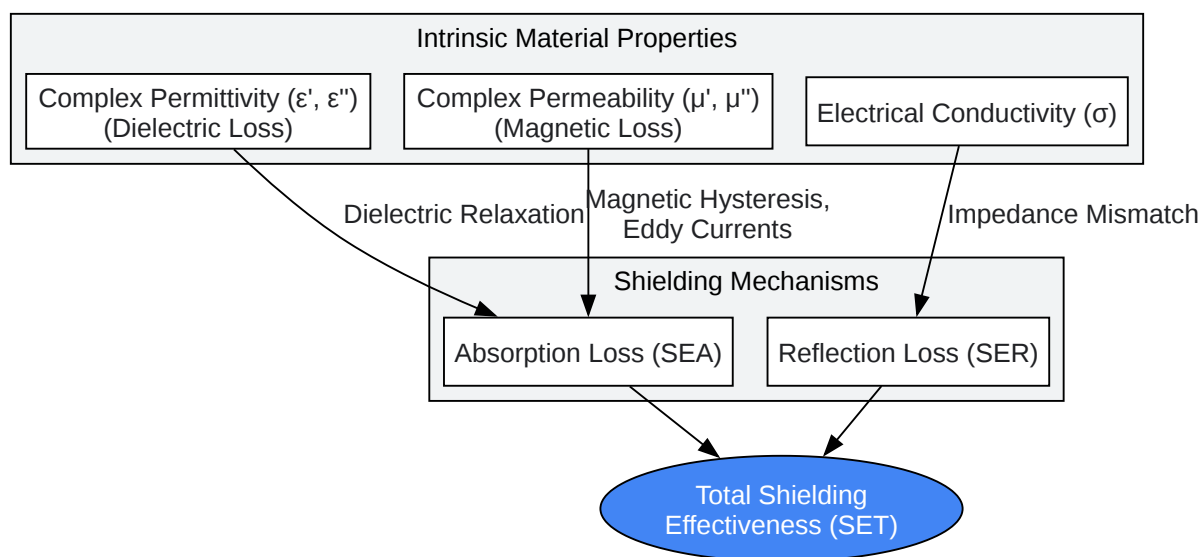 Intrinsic Material Properties
Complex Permittivity (ε', ε'')
(Dielectric Loss)
Complex Permeability (μ', μ'')
(Magnetic Loss)
Electrical Conductivity (σ)
Dielectric Relaxation
Magnetic Hysteresis,
Eddy Currents
Impedance Mismatch
Shielding Mechanisms
Absorption Loss (SEA)
Reflection Loss (SER)
Total Shielding
Effectiveness (SET)